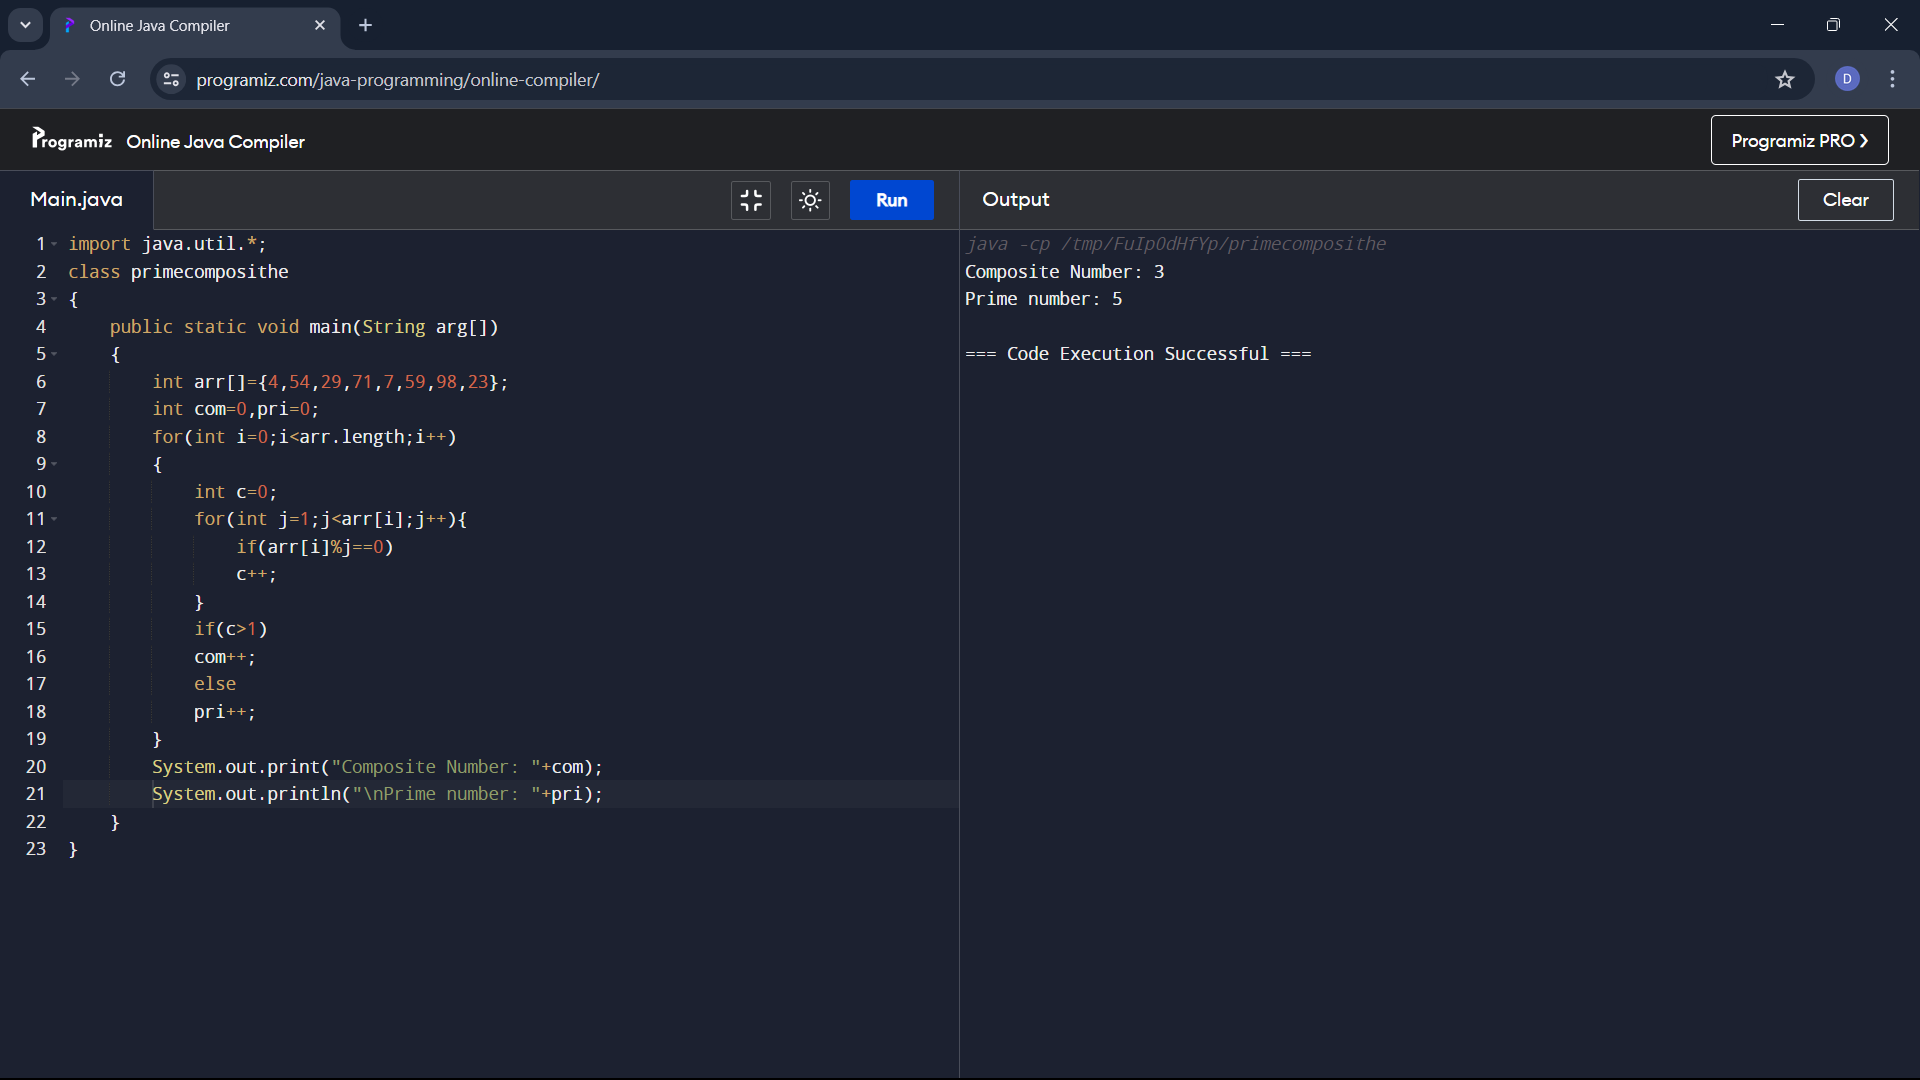 Online Java Compiler
programiz.com/java-programming/online-compiler/
D
Programiz Online Java Compiler
Programiz PRO
Main.java
Run
Output
Clear
1 import java.util.*;
2 class primecomposithe
3 {
4     public static void main(String arg[])
5     {
6         int arr[]={4,54,29,71,7,59,98,23};
7         int com=0,pri=0;
8         for(int i=0;i<arr.length;i++)
9         {
10             int c=0;
11             for(int j=1;j<arr[i];j++){
12                 if(arr[i]%j==0)
13                 c++;
14             }
15             if(c>1)
16             com++;
17             else
18             pri++;
19         }
20         System.out.print("Composite Number: "+com);
21         System.out.println("\nPrime number: "+pri);
22     }
23 }
java -cp /tmp/FuIpOdHfYp/primecomposithe
Composite Number: 3
Prime number: 5
=== Code Execution Successful ===